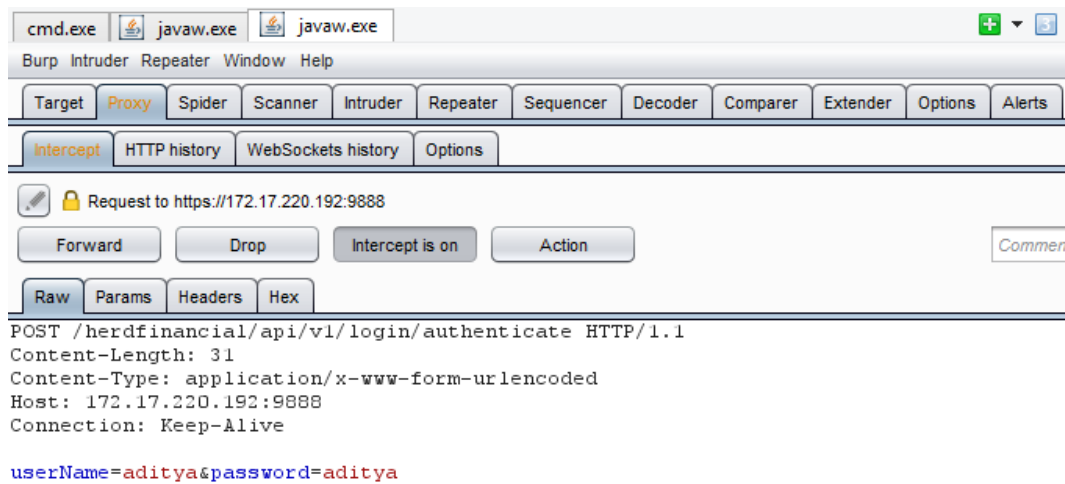 cmd.exe javaw.exe javaw.exe 3
Burp Intruder Repeater Window Help
Target Proxy Spider Scanner Intruder Repeater Sequencer Decoder Comparer Extender Options Alerts
Intercept HTTP history WebSockets history Options
Request to https://172.17.220.192:9888
Forward Drop Intercept is on Action Commen
Raw Params Headers Hex
POST /herdfinancial/api/v1/login/authenticate HTTP/1.1
Content-Length: 31
Content-Type: application/x-www-form-urlencoded
Host: 172.17.220.192:9888
Connection: Keep-Alive
userName=aditya&password=aditya